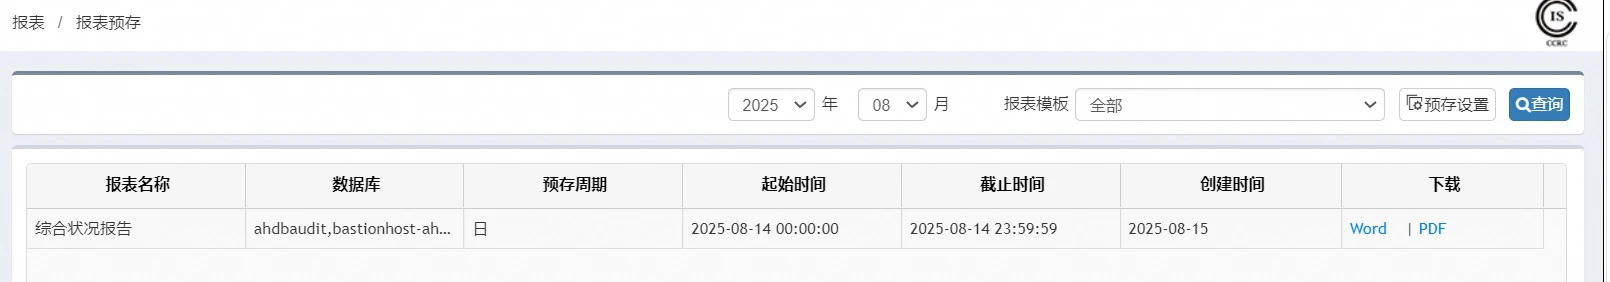 报表 / 报表预存
IS
CCRC
2025 年 08 月 报表模板 全部 预存设置 查询
报表名称 数据库 预存周期 起始时间 截止时间 创建时间 下载
综合状况报告 ahdbaudit,bastionhost-ah... 日 2025-08-14 00:00:00 2025-08-14 23:59:59 2025-08-15 Word | PDF